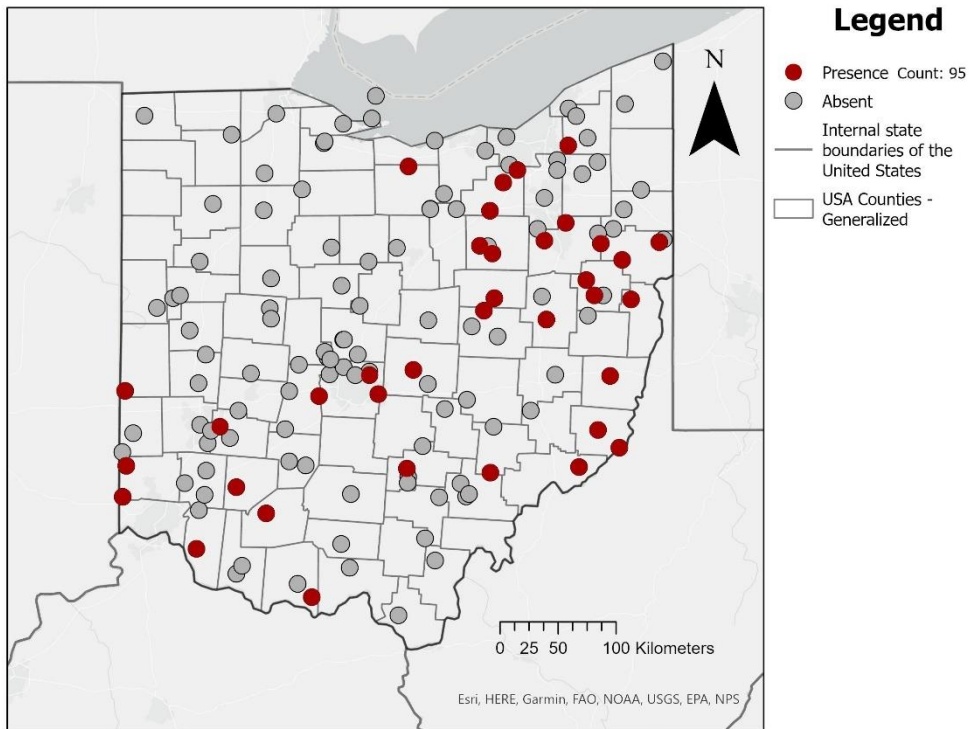 Legend
N
Presence Count: 95
Absent
Internal state
boundaries of the
United States
USA Counties -
Generalized
0 25 50 100 Kilometers
Esri, HERE, Garmin, FAO, NOAA, USGS, EPA, NPS